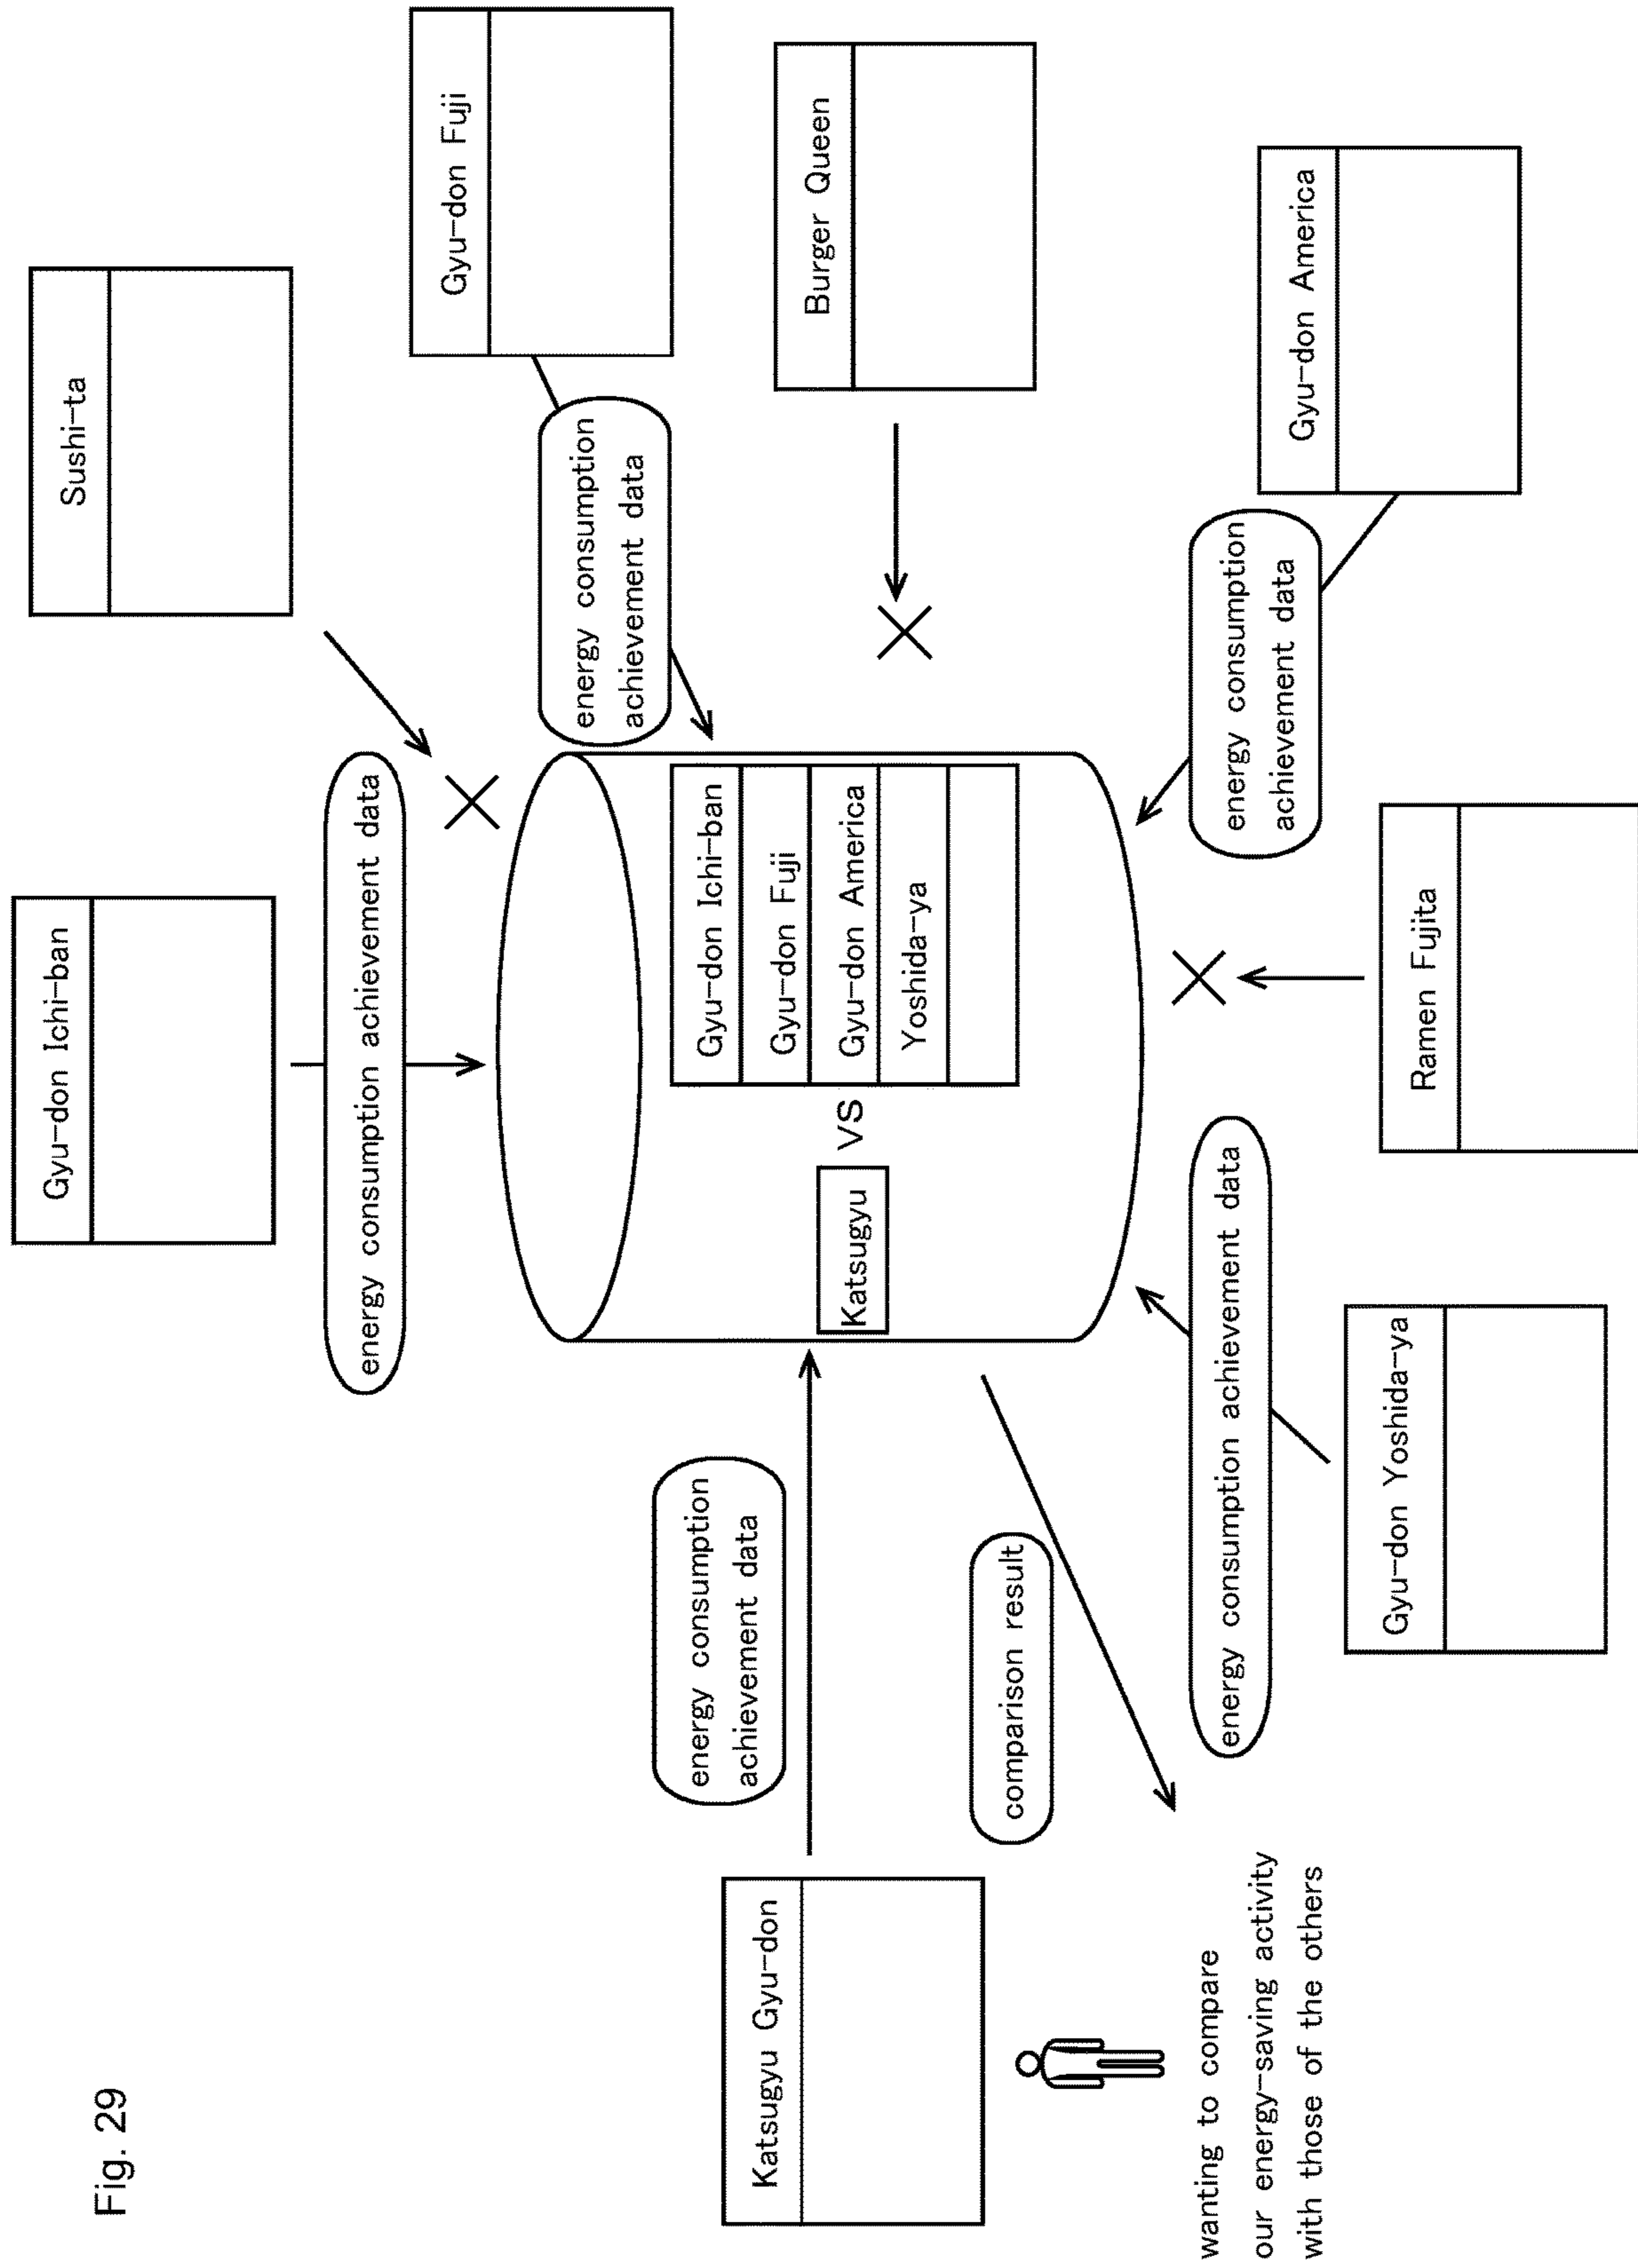 Fig. 29
Gyu-don Ichi-ban
energy consumption achievement data
Sushi-ta
Gyu-don Fuji
energy consumption
achievement data
Burger Queen
Katsugyu Gyu-don
energy consumption
achievement data
Katsugyu
VS
Gyu-don Ichi-ban
Gyu-don Fuji
Gyu-don America
Yoshida-ya
comparison result
wanting to compare
our energy-saving activity
with those of the others
Gyu-don Yoshida-ya
energy consumption achievement data
Ramen Fujita
energy consumption
achievement data
Gyu-don America